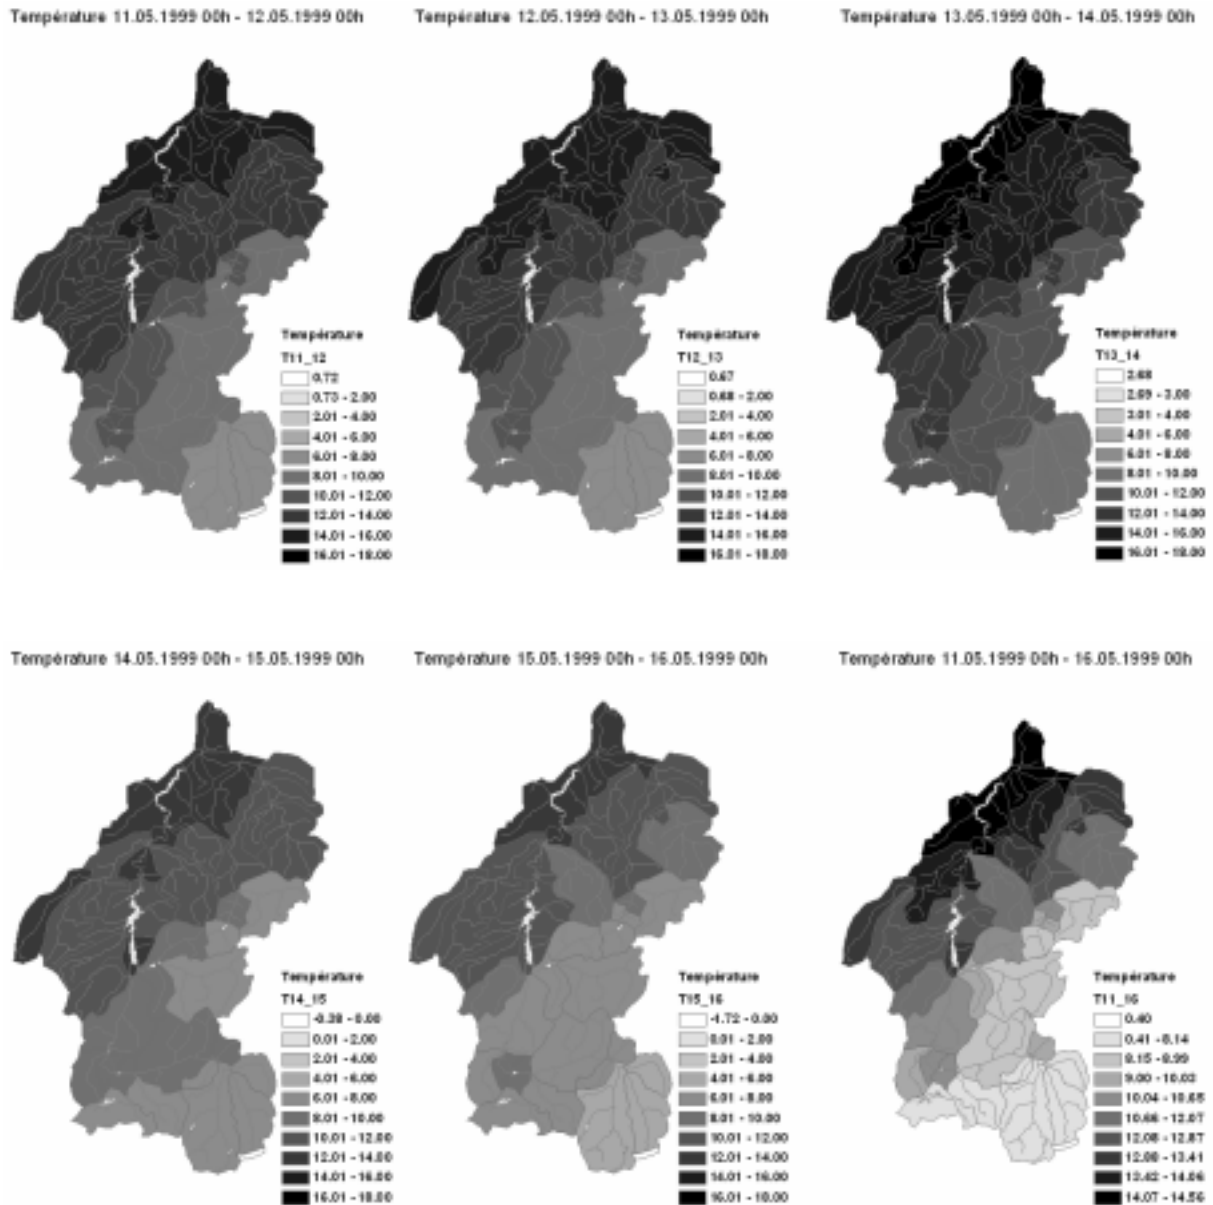 Température 11.05.1999 00h - 12.05.1999 00h
Température 12.05.1999 00h - 13.05.1999 00h
Température 13.05.1999 00h - 14.05.1999 00h
Température
T11_12
0.72
0.73 - 2.00
2.01 - 4.00
4.01 - 6.00
6.01 - 8.00
8.01 - 10.00
10.01 - 12.00
12.01 - 14.00
14.01 - 16.00
16.01 - 18.00
Température
T12_13
0.67
0.68 - 2.00
2.01 - 4.00
4.01 - 6.00
6.01 - 8.00
8.01 - 10.00
10.01 - 12.00
12.01 - 14.00
14.01 - 16.00
16.01 - 18.00
Température
T13_14
2.68
2.69 - 3.00
3.01 - 4.00
4.01 - 6.00
6.01 - 8.00
8.01 - 10.00
10.01 - 12.00
12.01 - 14.00
14.01 - 16.00
16.01 - 18.00
Température 14.05.1999 00h - 15.05.1999 00h
Température 15.05.1999 00h - 16.05.1999 00h
Température 11.05.1999 00h - 16.05.1999 00h
Température
T14_15
-0.38 - 0.00
0.01 - 2.00
2.01 - 4.00
4.01 - 6.00
6.01 - 8.00
8.01 - 10.00
10.01 - 12.00
12.01 - 14.00
14.01 - 16.00
16.01 - 18.00
Température
T15_16
-1.72 - 0.00
0.01 - 2.00
2.01 - 4.00
4.01 - 6.00
6.01 - 8.00
8.01 - 10.00
10.01 - 12.00
12.01 - 14.00
14.01 - 16.00
16.01 - 18.00
Température
T11_16
0.40
0.41 - 8.14
8.15 - 8.99
9.00 - 10.03
10.04 - 10.65
10.66 - 12.07
12.08 - 12.87
12.88 - 13.41
13.42 - 14.06
14.07 - 14.56